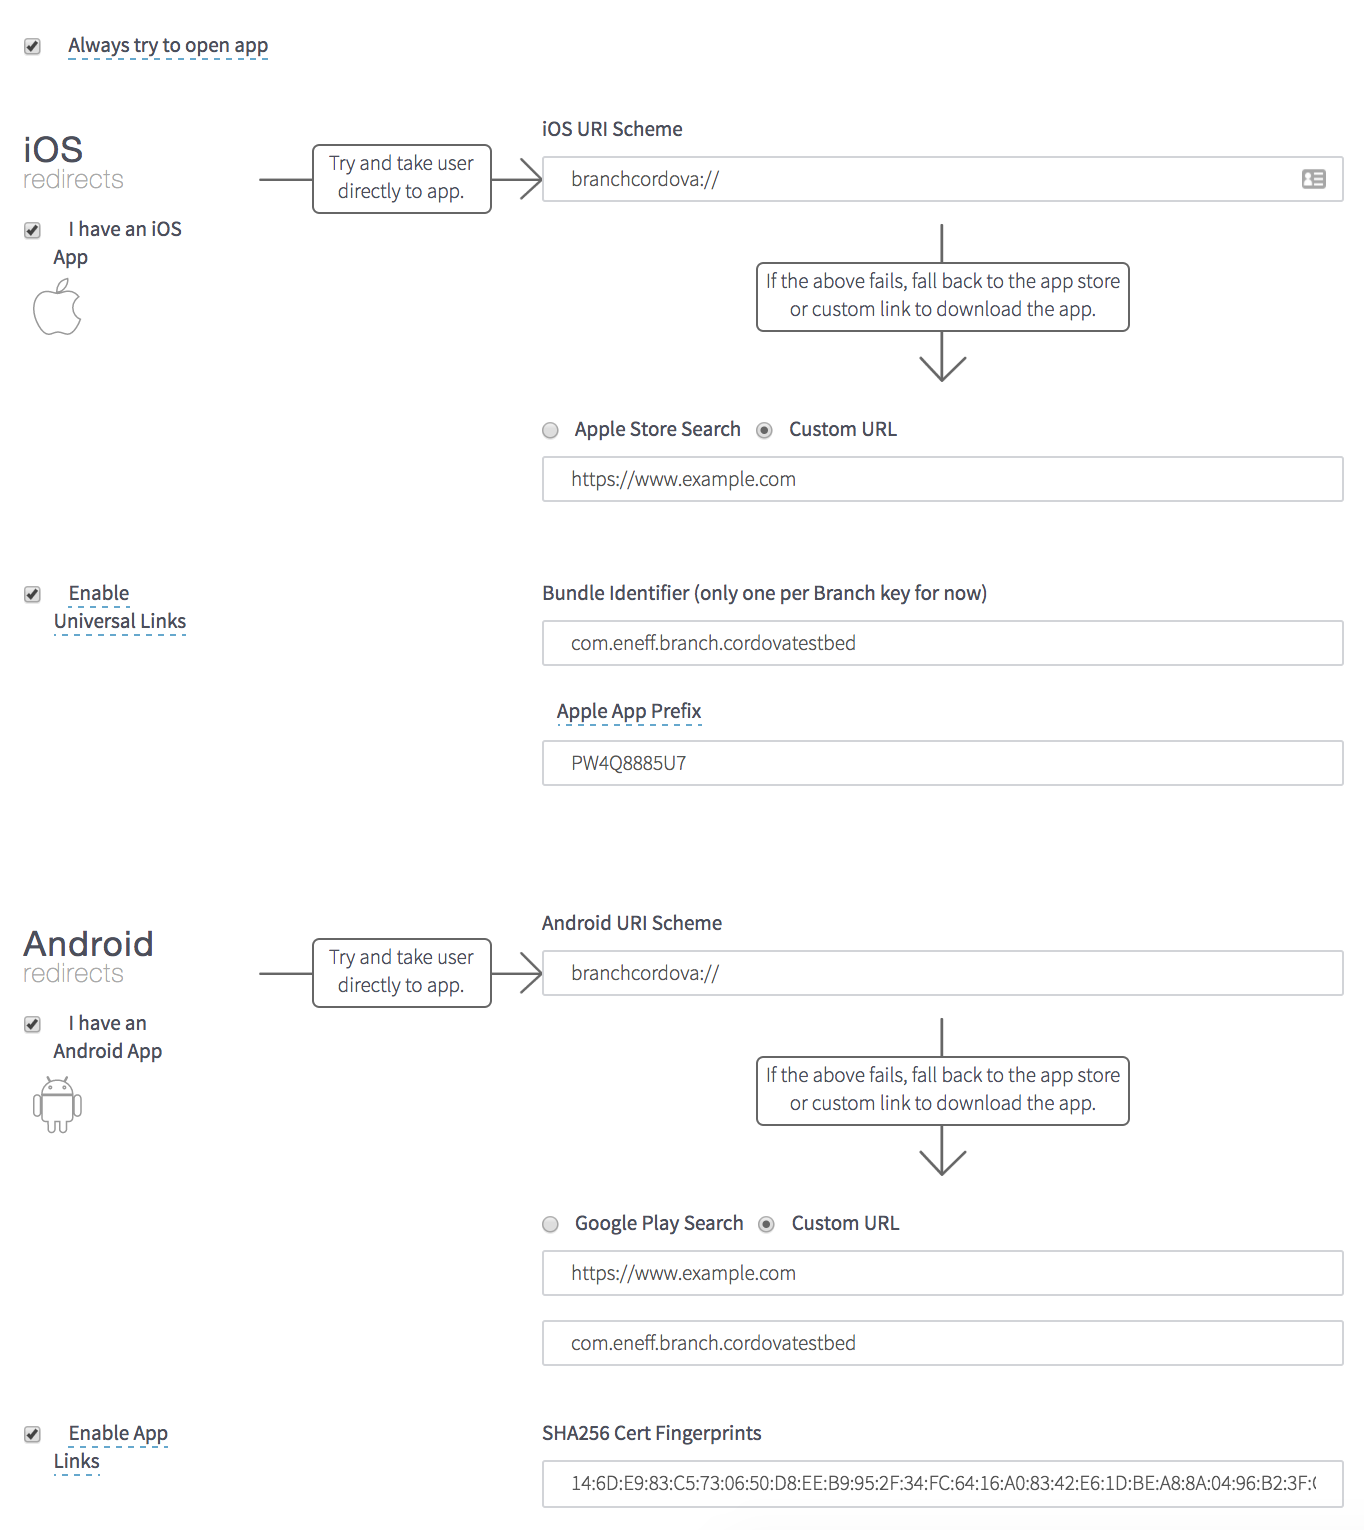 Always try to open app
iOS
redirects
Try and take user
directly to app.
iOS URI Scheme
branchcordova://
I have an iOS
App
If the above fails, fall back to the app store
or custom link to download the app.
Apple Store Search
Custom URL
https://www.example.com
Enable
Universal Links
Bundle Identifier (only one per Branch key for now)
com.eneff.branch.cordovatestbed
Apple App Prefix
PW4Q8885U7
Android
redirects
Try and take user
directly to app.
Android URI Scheme
branchcordova://
I have an
Android App
If the above fails, fall back to the app store
or custom link to download the app.
Google Play Search
Custom URL
https://www.example.com
com.eneff.branch.cordovatestbed
Enable App
Links
SHA256 Cert Fingerprints
14:6D:E9:83:C5:73:06:50:D8:EE:B9:95:2F:34:FC:64:16:A0:83:42:E6:1D:BE:A8:8A:04:96:B2:3F: